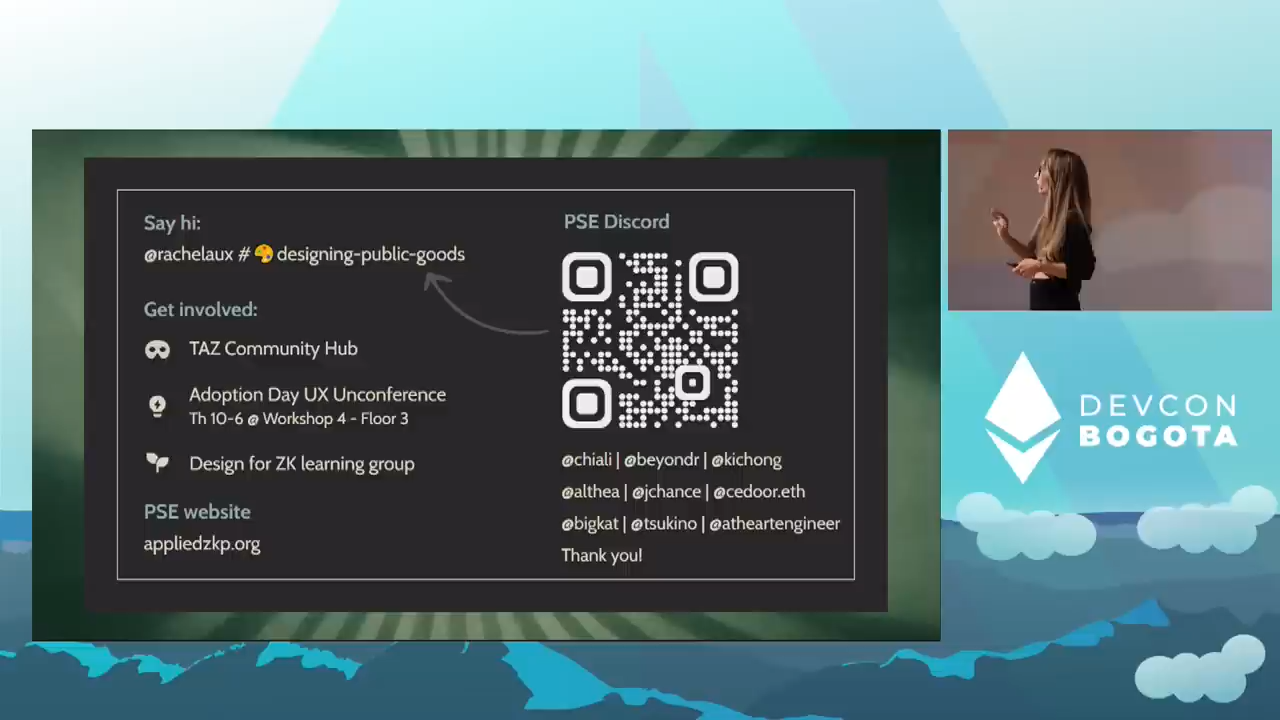 Say hi:
@rachelaux # 🎨 designing-public-goods
Get involved:
TAZ Community Hub
Adoption Day UX Unconference
Th 10-6 @ Workshop 4 - Floor 3
Design for ZK learning group
PSE website
appliedzkp.org
PSE Discord
@chiali | @beyondr | @kichong
@althea | @jchance | @cedoor.eth
@bigkat | @tsukino | @atheartengineer
Thank you!
DEVCON
BOGOTA